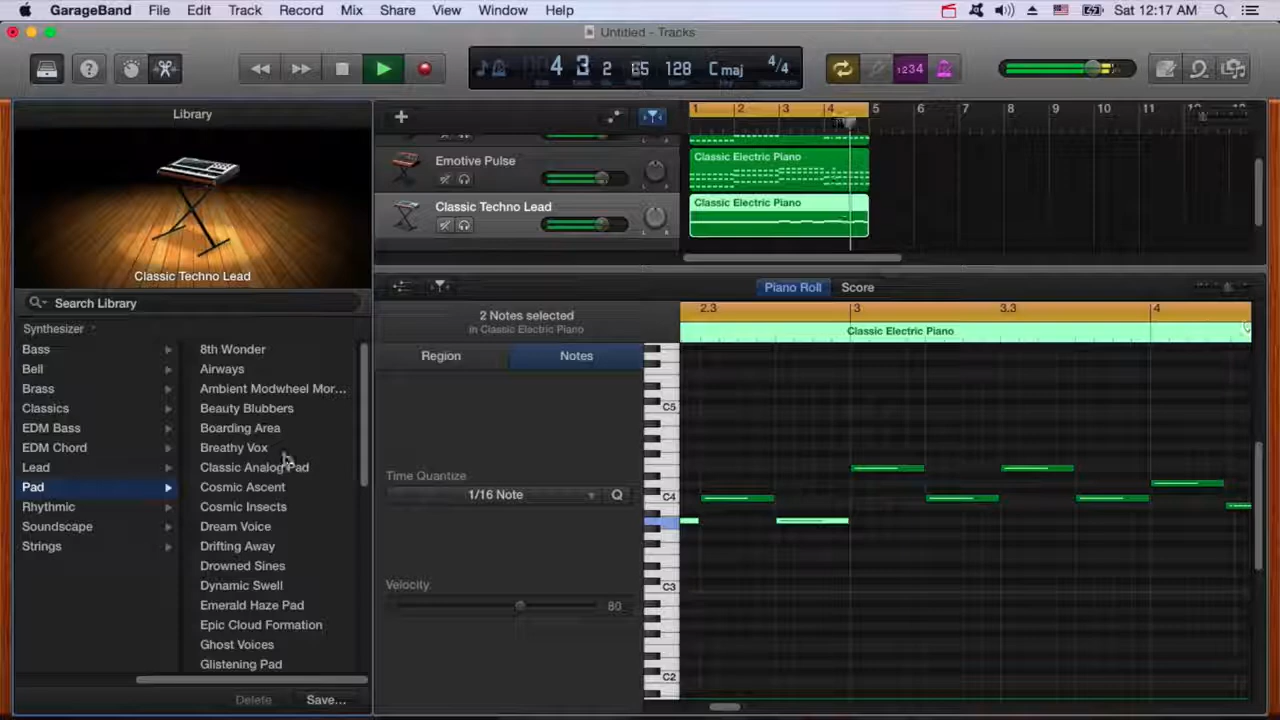 GarageBand File Edit Track Record Mix Share View Window Help
Sat 12:17 AM
Untitled - Tracks
4 3 2 65 128 C maj 4/4
1234
Library
Classic Techno Lead
Search Library
Synthesizer
Bass
Bell
Brass
Classics
EDM Bass
EDM Chord
Lead
Pad
Rhythmic
Soundscape
Strings
8th Wonder
Airways
Ambient Modwheel Mor...
Beauty Blubbers
Boarding Area
Breathy Vox
Classic Analog Pad
Cosmic Ascent
Cosmic Insects
Dream Voice
Drifting Away
Drowned Sines
Dynamic Swell
Emerald Haze Pad
Epic Cloud Formation
Ghost Voices
Glistening Pad
Delete Save...
1 2 3 4 5 6 7 8 9 10 11
Emotive Pulse
L R
Classic Electric Piano
Classic Techno Lead
L R
Classic Electric Piano
Piano Roll Score
2 Notes selected
in Classic Electric Piano
Region Notes
Time Quantize
1/16 Note Q
Velocity
80
2.3 3 3.3 4
Classic Electric Piano
C5
C4
C3
C2